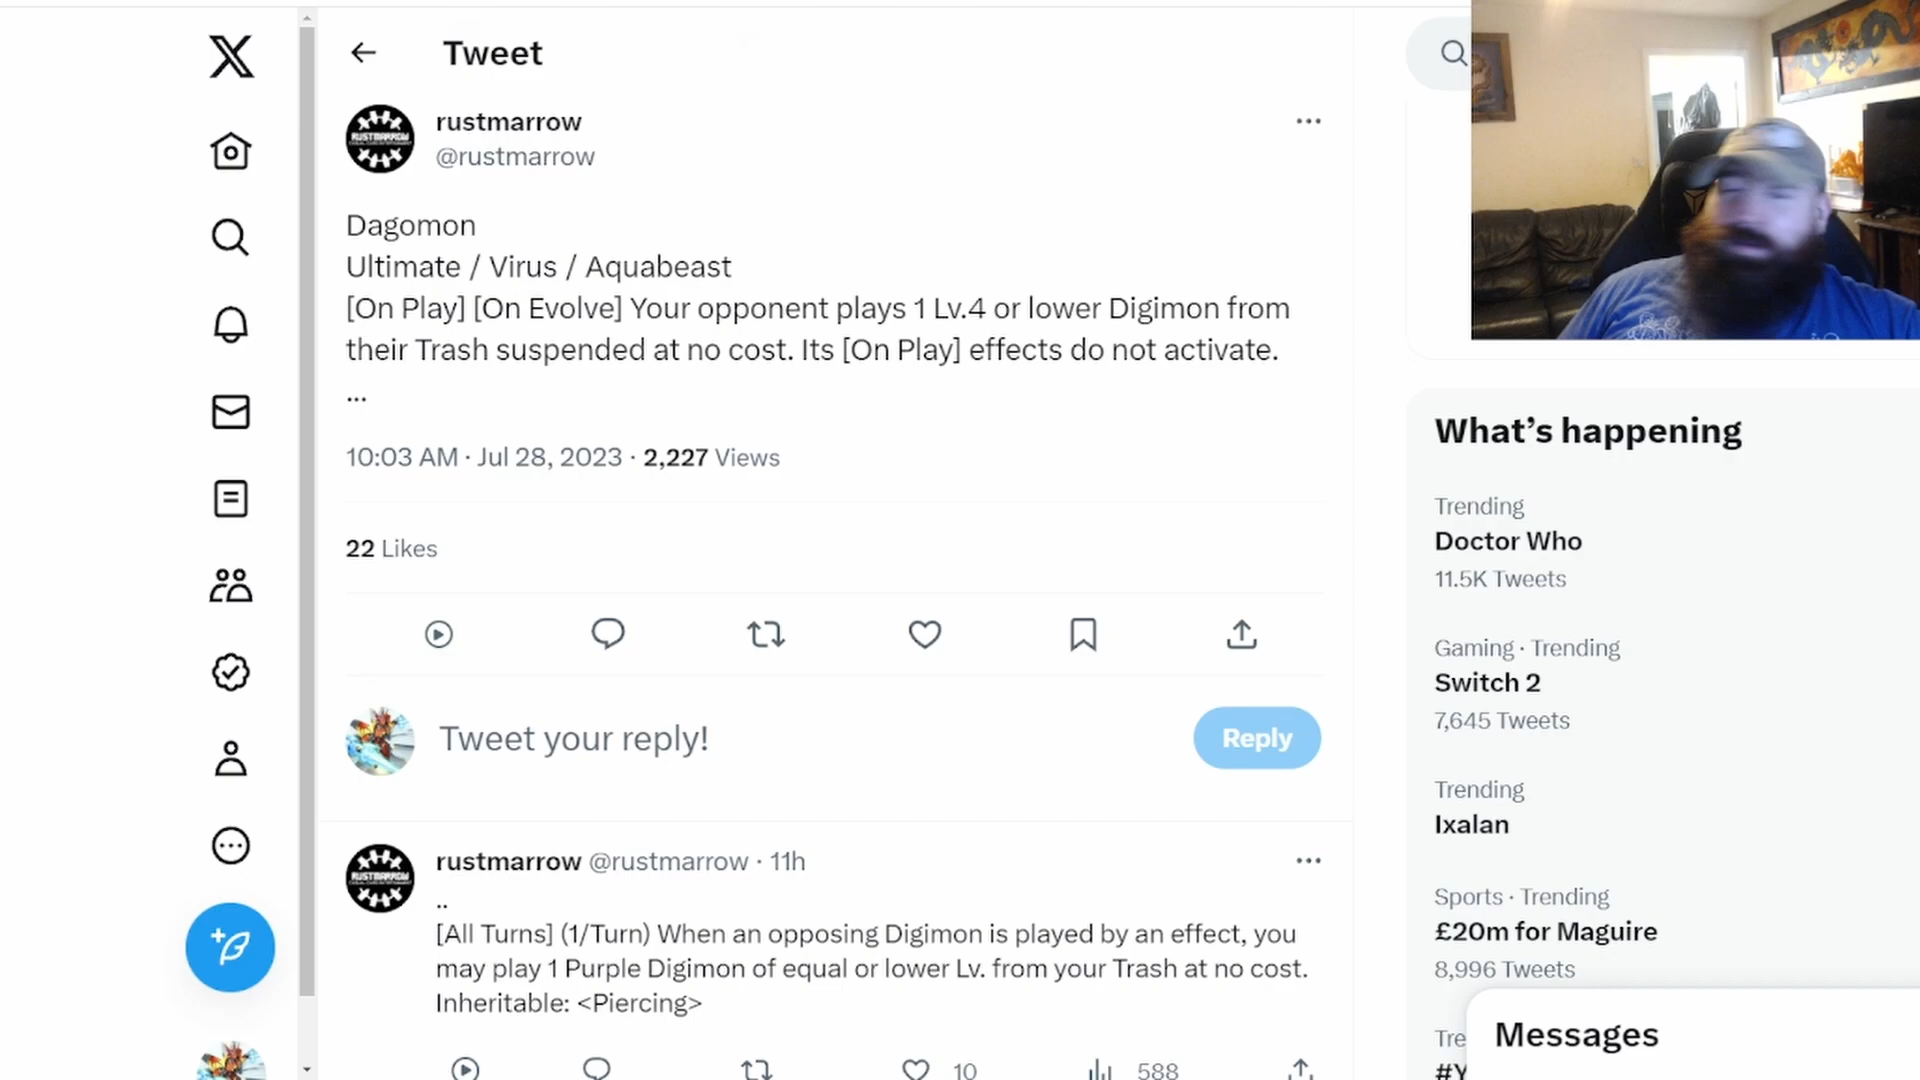 Tweet
rustmarrow
@rustmarrow
Dagomon
Ultimate / Virus / Aquabeast
[On Play] [On Evolve] Your opponent plays 1 Lv.4 or lower Digimon from
their Trash suspended at no cost. Its [On Play] effects do not activate.
...
10:03 AM · Jul 28, 2023 · 2,227 Views
22 Likes
Tweet your reply!
Reply
rustmarrow @rustmarrow · 11h
..
[All Turns] (1/Turn) When an opposing Digimon is played by an effect, you
may play 1 Purple Digimon of equal or lower Lv. from your Trash at no cost.
Inheritable: <Piercing>
10
588
What's happening
Trending
Doctor Who
11.5K Tweets
Gaming · Trending
Switch 2
7,645 Tweets
Trending
Ixalan
Sports · Trending
£20m for Maguire
8,996 Tweets
Tre
#Y
Messages